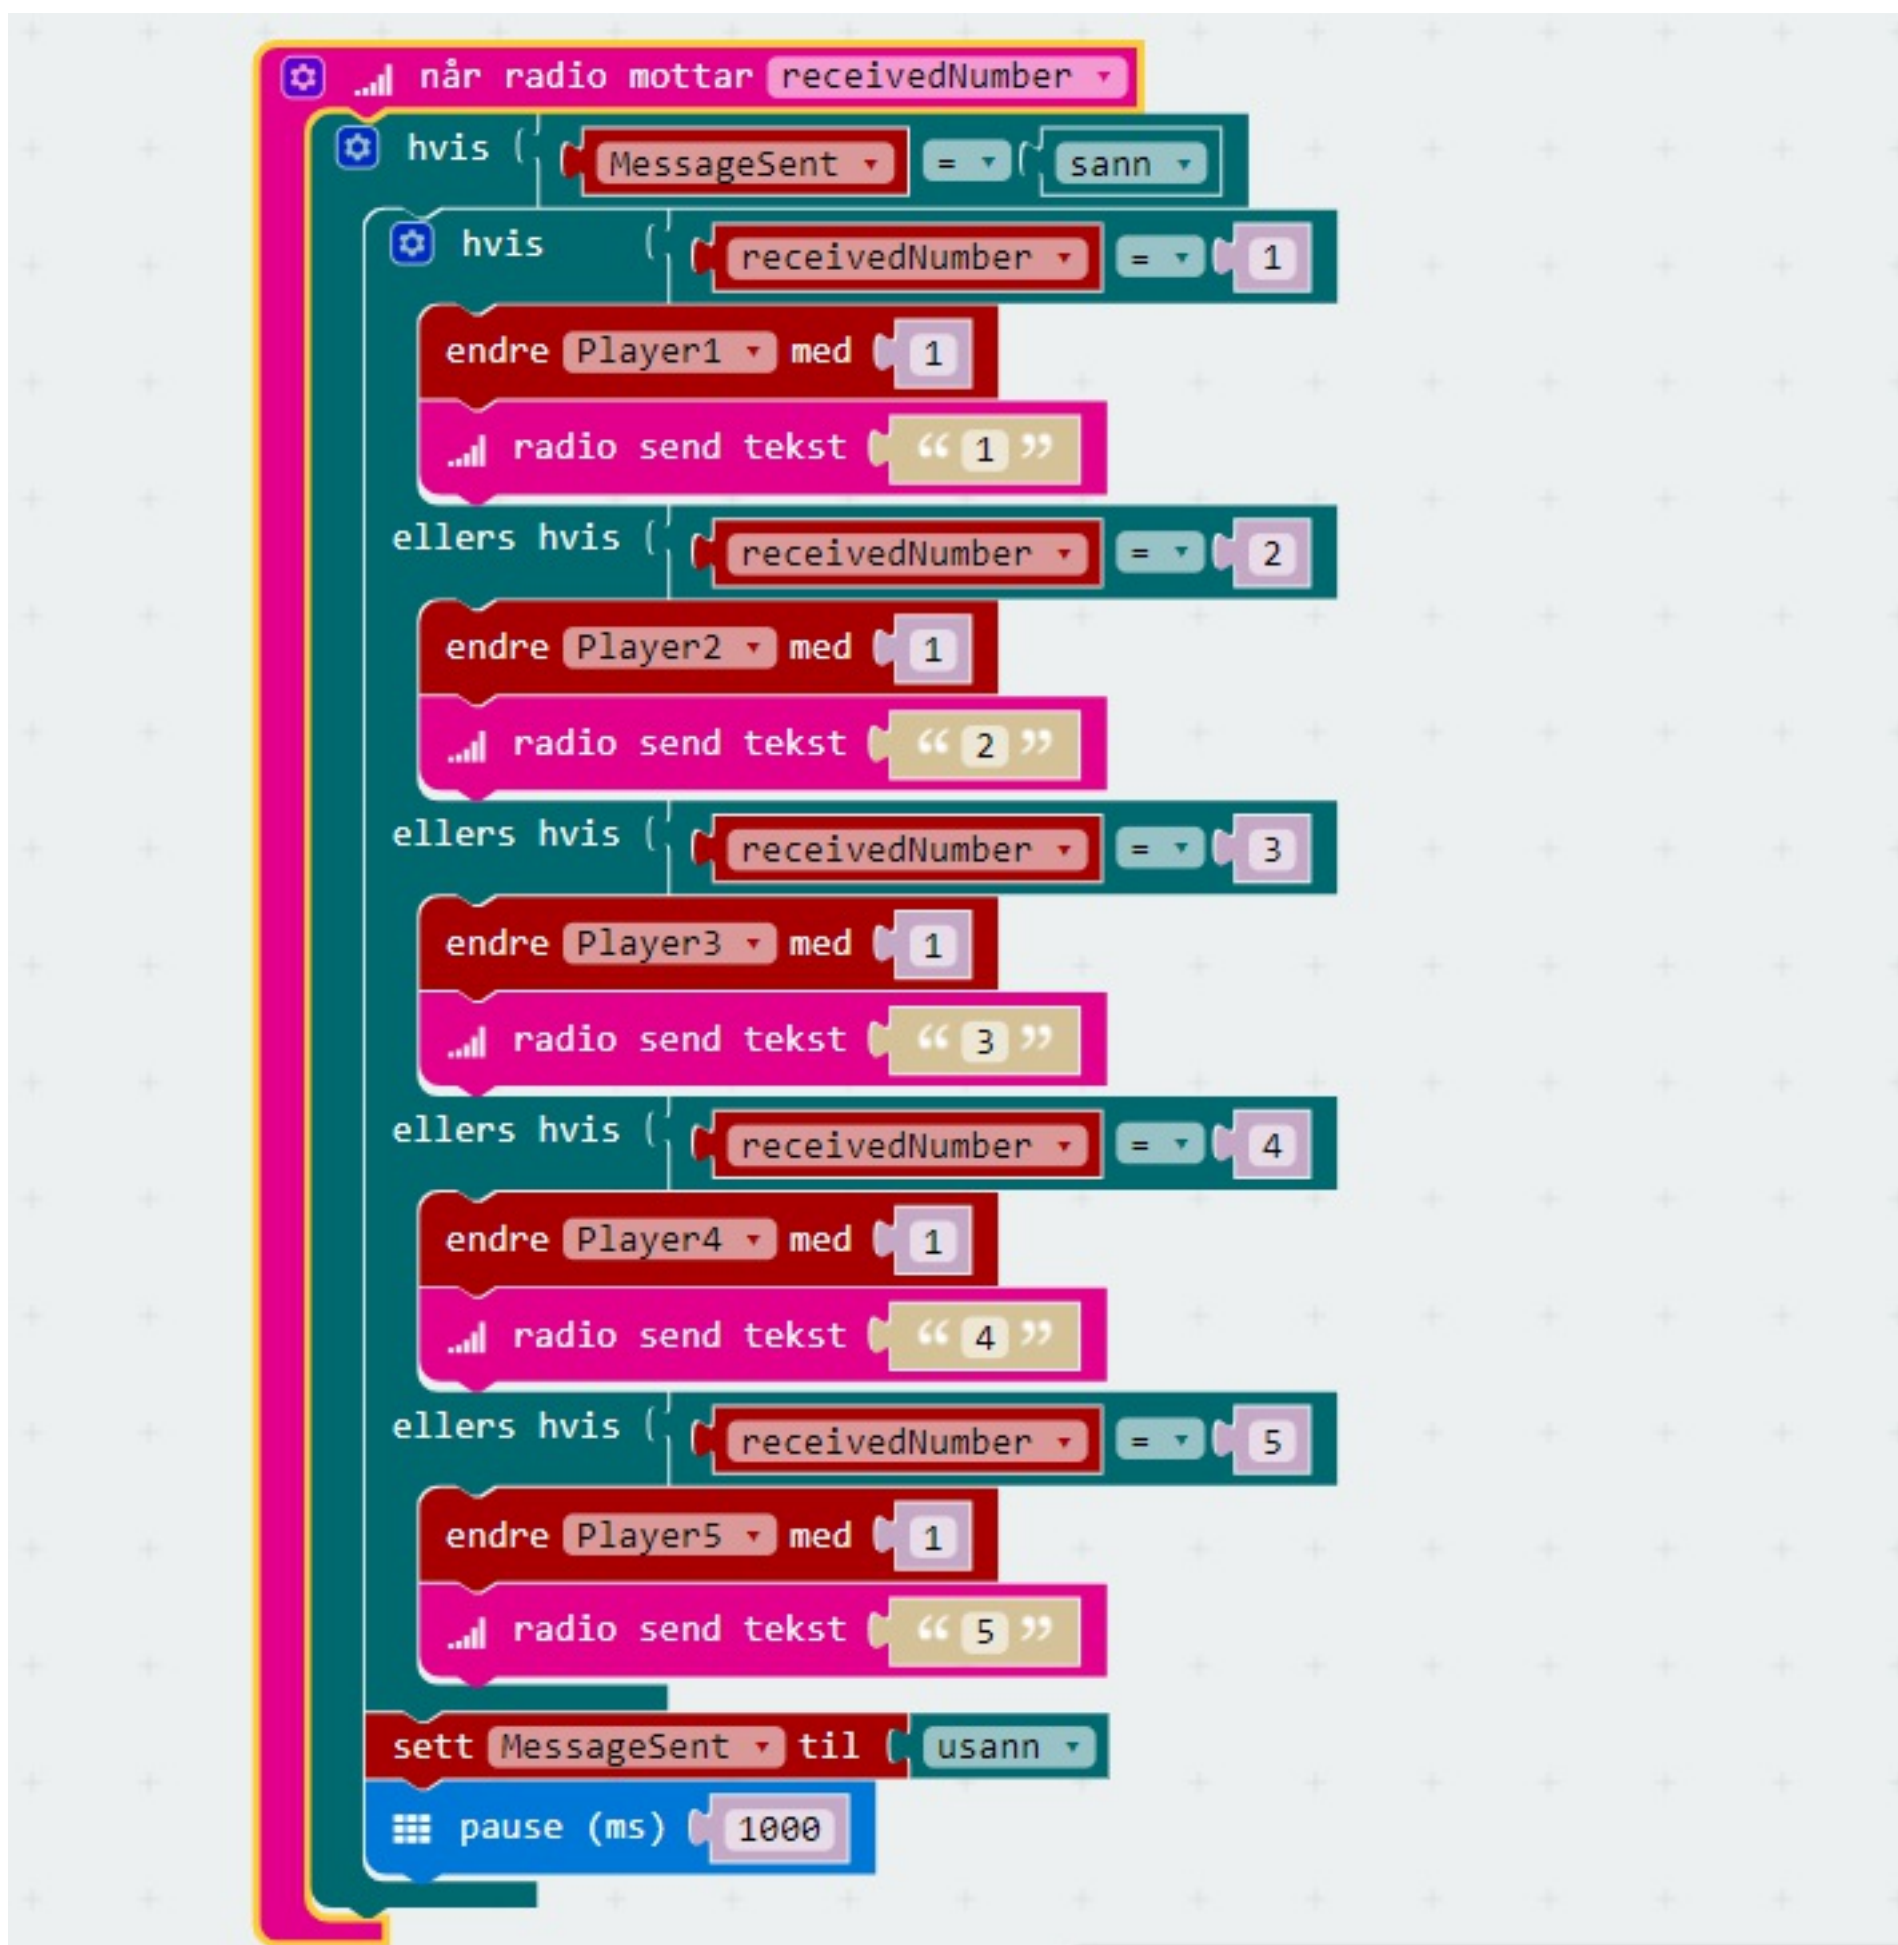 når radio mottar receivedNumber
hvis MessageSent = sann
hvis receivedNumber = 1
endre Player1 med 1
radio send tekst “ 1 ”
ellers hvis receivedNumber = 2
endre Player2 med 1
radio send tekst “ 2 ”
ellers hvis receivedNumber = 3
endre Player3 med 1
radio send tekst “ 3 ”
ellers hvis receivedNumber = 4
endre Player4 med 1
radio send tekst “ 4 ”
ellers hvis receivedNumber = 5
endre Player5 med 1
radio send tekst “ 5 ”
sett MessageSent til usann
pause (ms) 1000